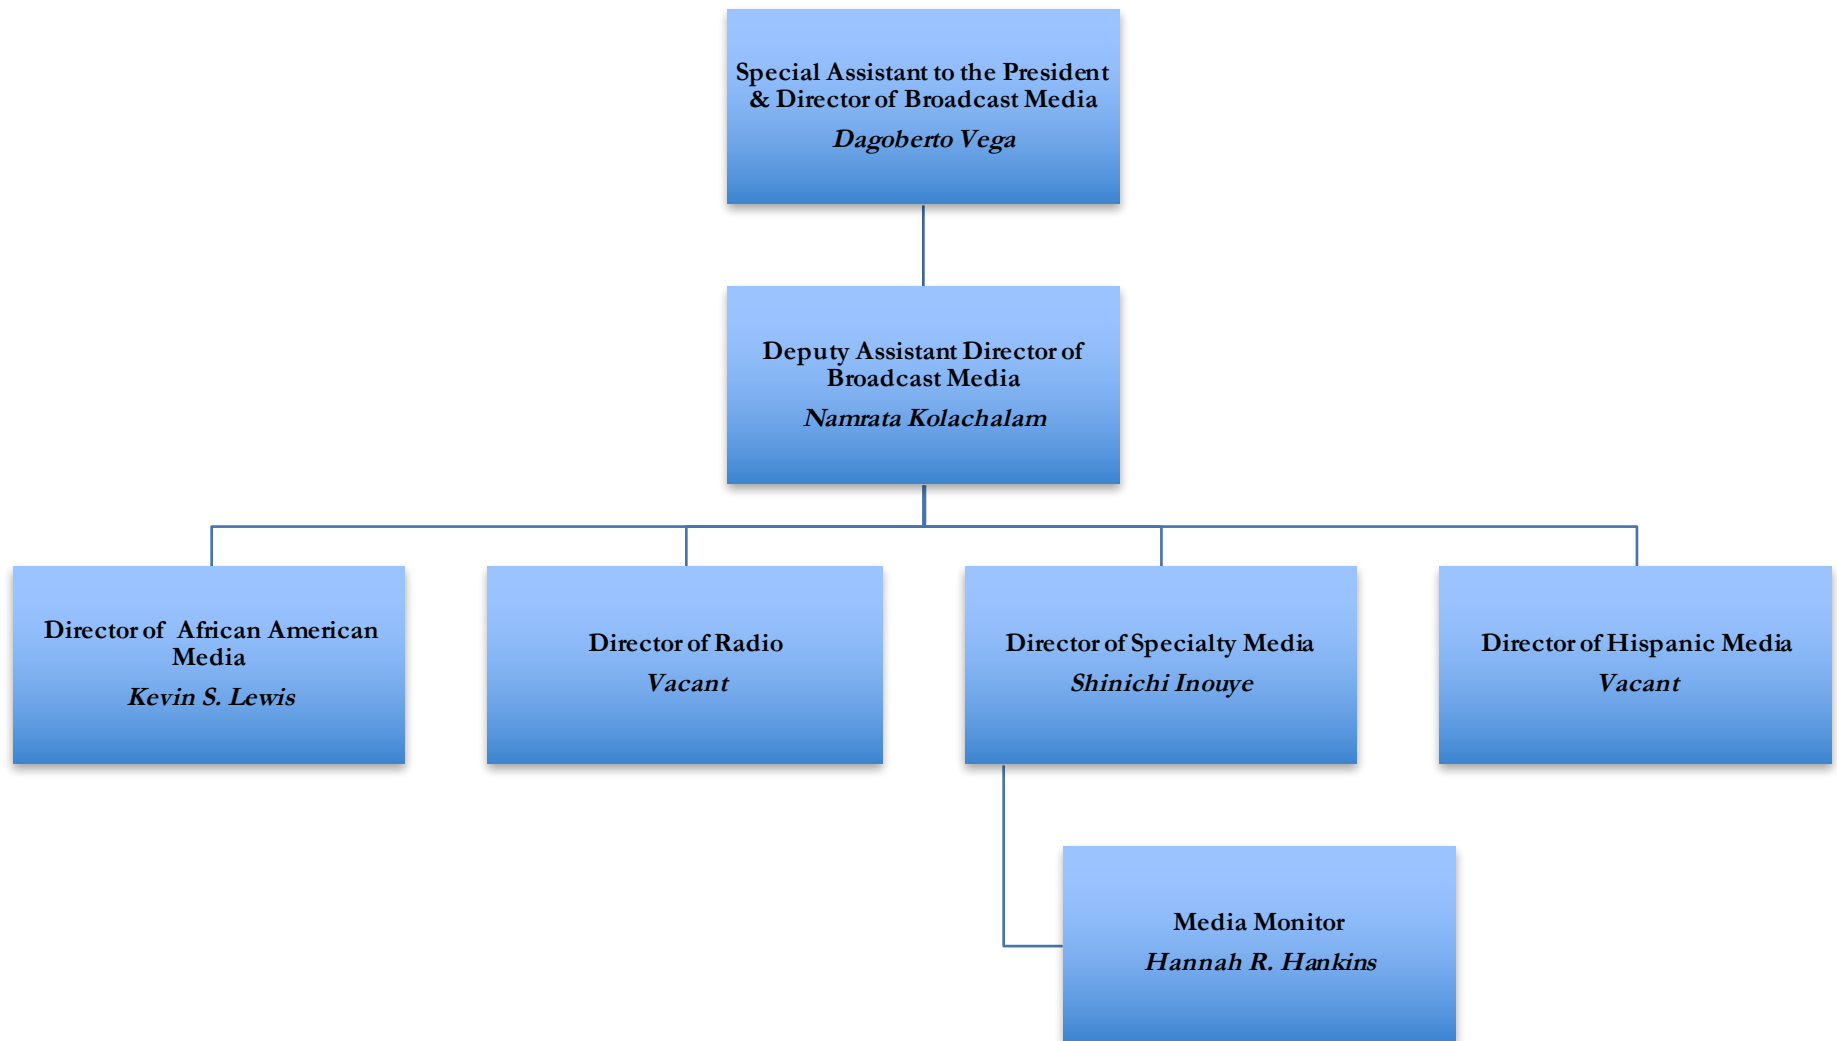 Special Assistant to the President
& Director of Broadcast Media
Dagoberto Vega
Deputy Assistant Director of
Broadcast Media
Namrata Kolachalam
Director of African American
Media
Kevin S. Lewis
Director of Radio
Vacant
Director of Specialty Media
Shinichi Inouye
Director of Hispanic Media
Vacant
Media Monitor
Hannah R. Hankins